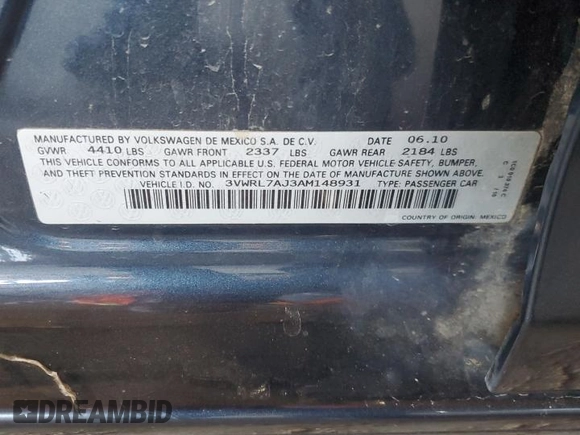 MANUFACTURED BY VOLKSWAGEN DE MEXICO S.A. DE C.V. DATE 06.10
GVWR 4410 LBS GAWR FRONT 2337 LBS GAWR REAR 2184 LBS
THIS VEHICLE CONFORMS TO ALL APPLICABLE U.S. FEDERAL MOTOR VEHICLE SAFETY, BUMPER,
AND THEFT PREVENTION STANDARDS IN EFFECT ON THE DATE OF MANUFACTURE SHOWN ABOVE
VEHICLE I.D. NO. 3VWRL7AJ3AM148931 TYPE: PASSENGER CAR
COUNTRY OF ORIGIN: MEXICO
DREAMBID